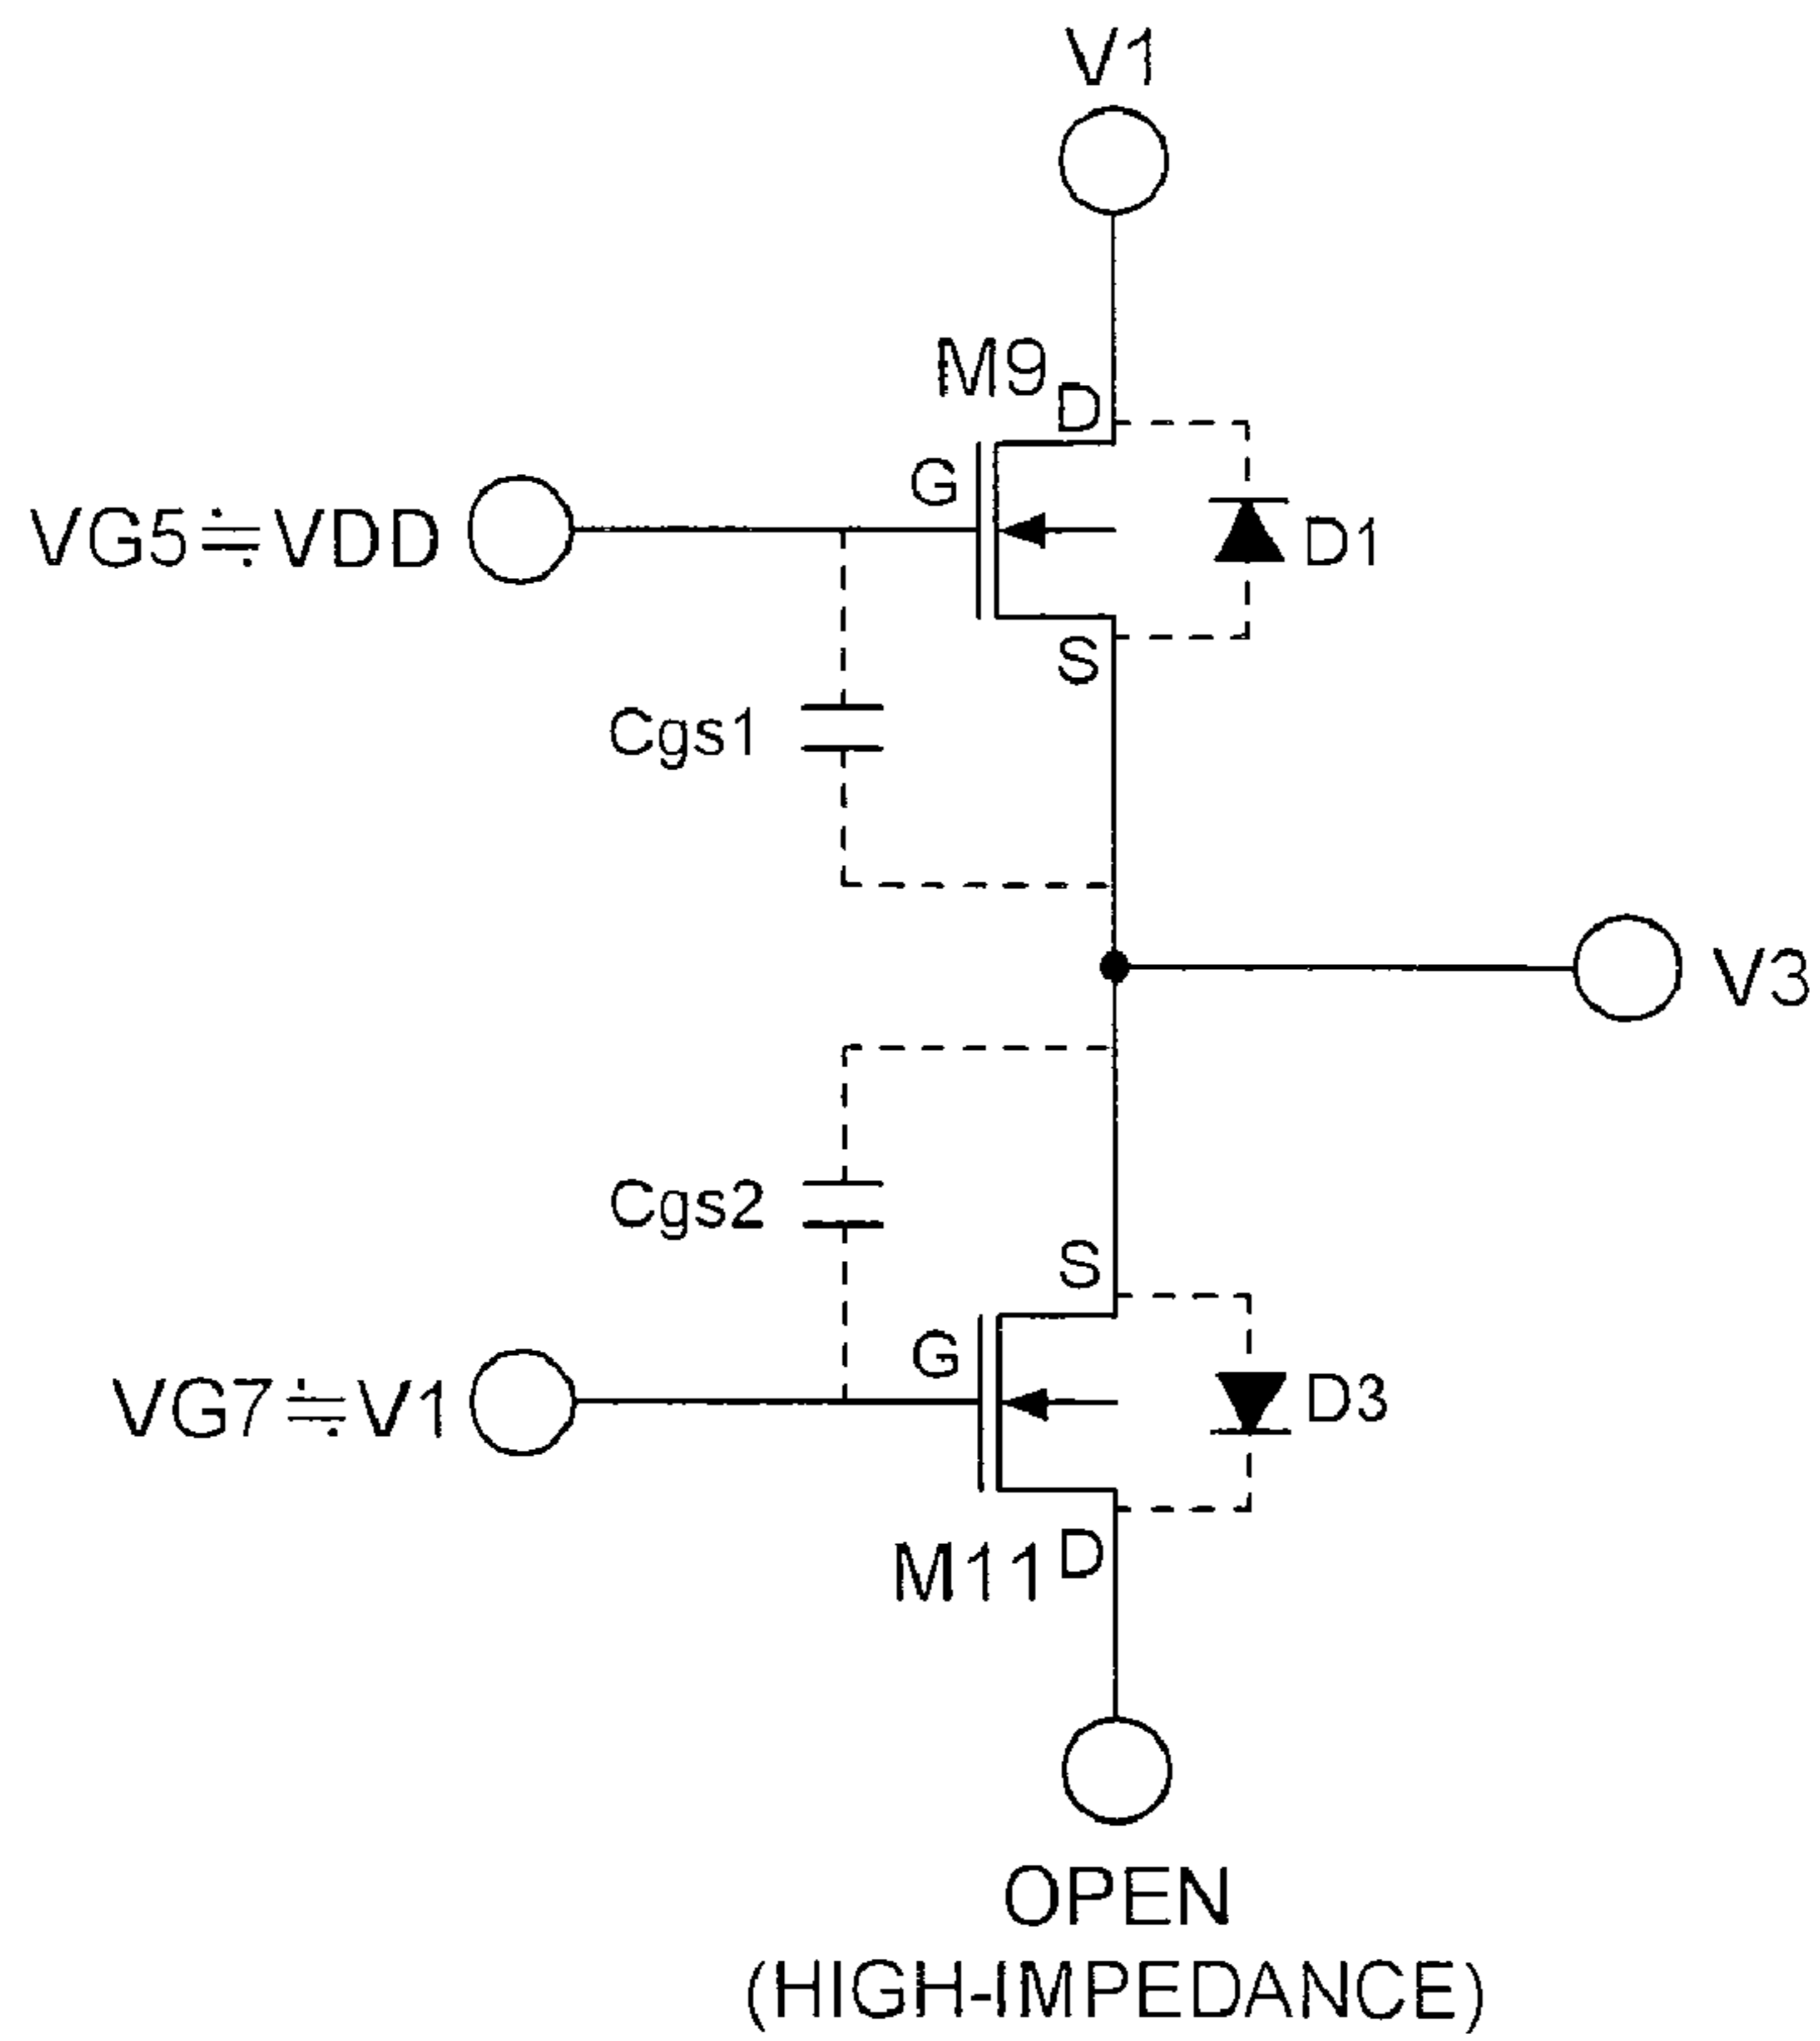 V1
M9
D
G
VG5≒VDD
D1
S
Cgs1
V3
Cgs2
S
G
VG7≒V1
D3
M11
D
OPEN
(HIGH-IMPEDANCE)